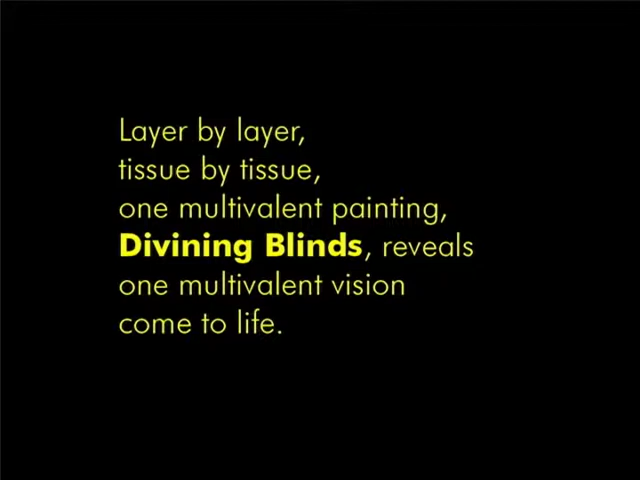 Layer by layer,
tissue by tissue,
one multivalent painting,
Divining Blinds, reveals
one multivalent vision
come to life.